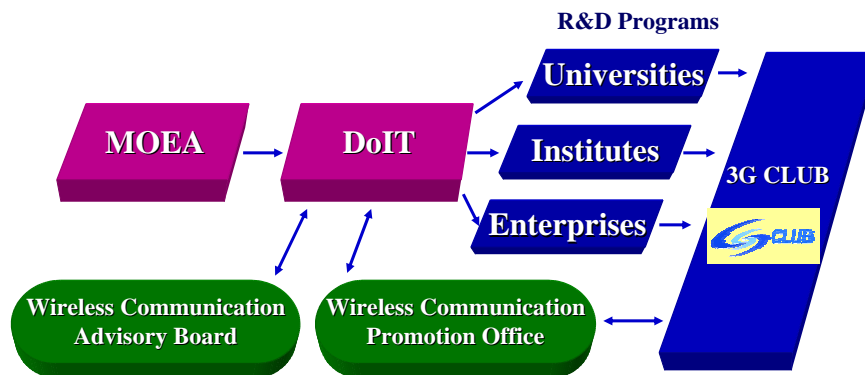 R&D Programs
Universities
MOEA
DoIT
Institutes
3G CLUB
Enterprises
CLUB
Wireless Communication
Advisory Board
Wireless Communication
Promotion Office